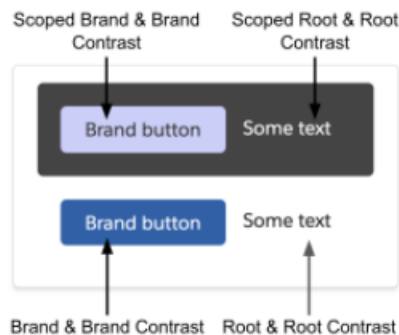 Scoped Brand & Brand
Contrast
Scoped Root & Root
Contrast
Brand button
Some text
Brand button
Some text
Brand & Brand Contrast
Root & Root Contrast